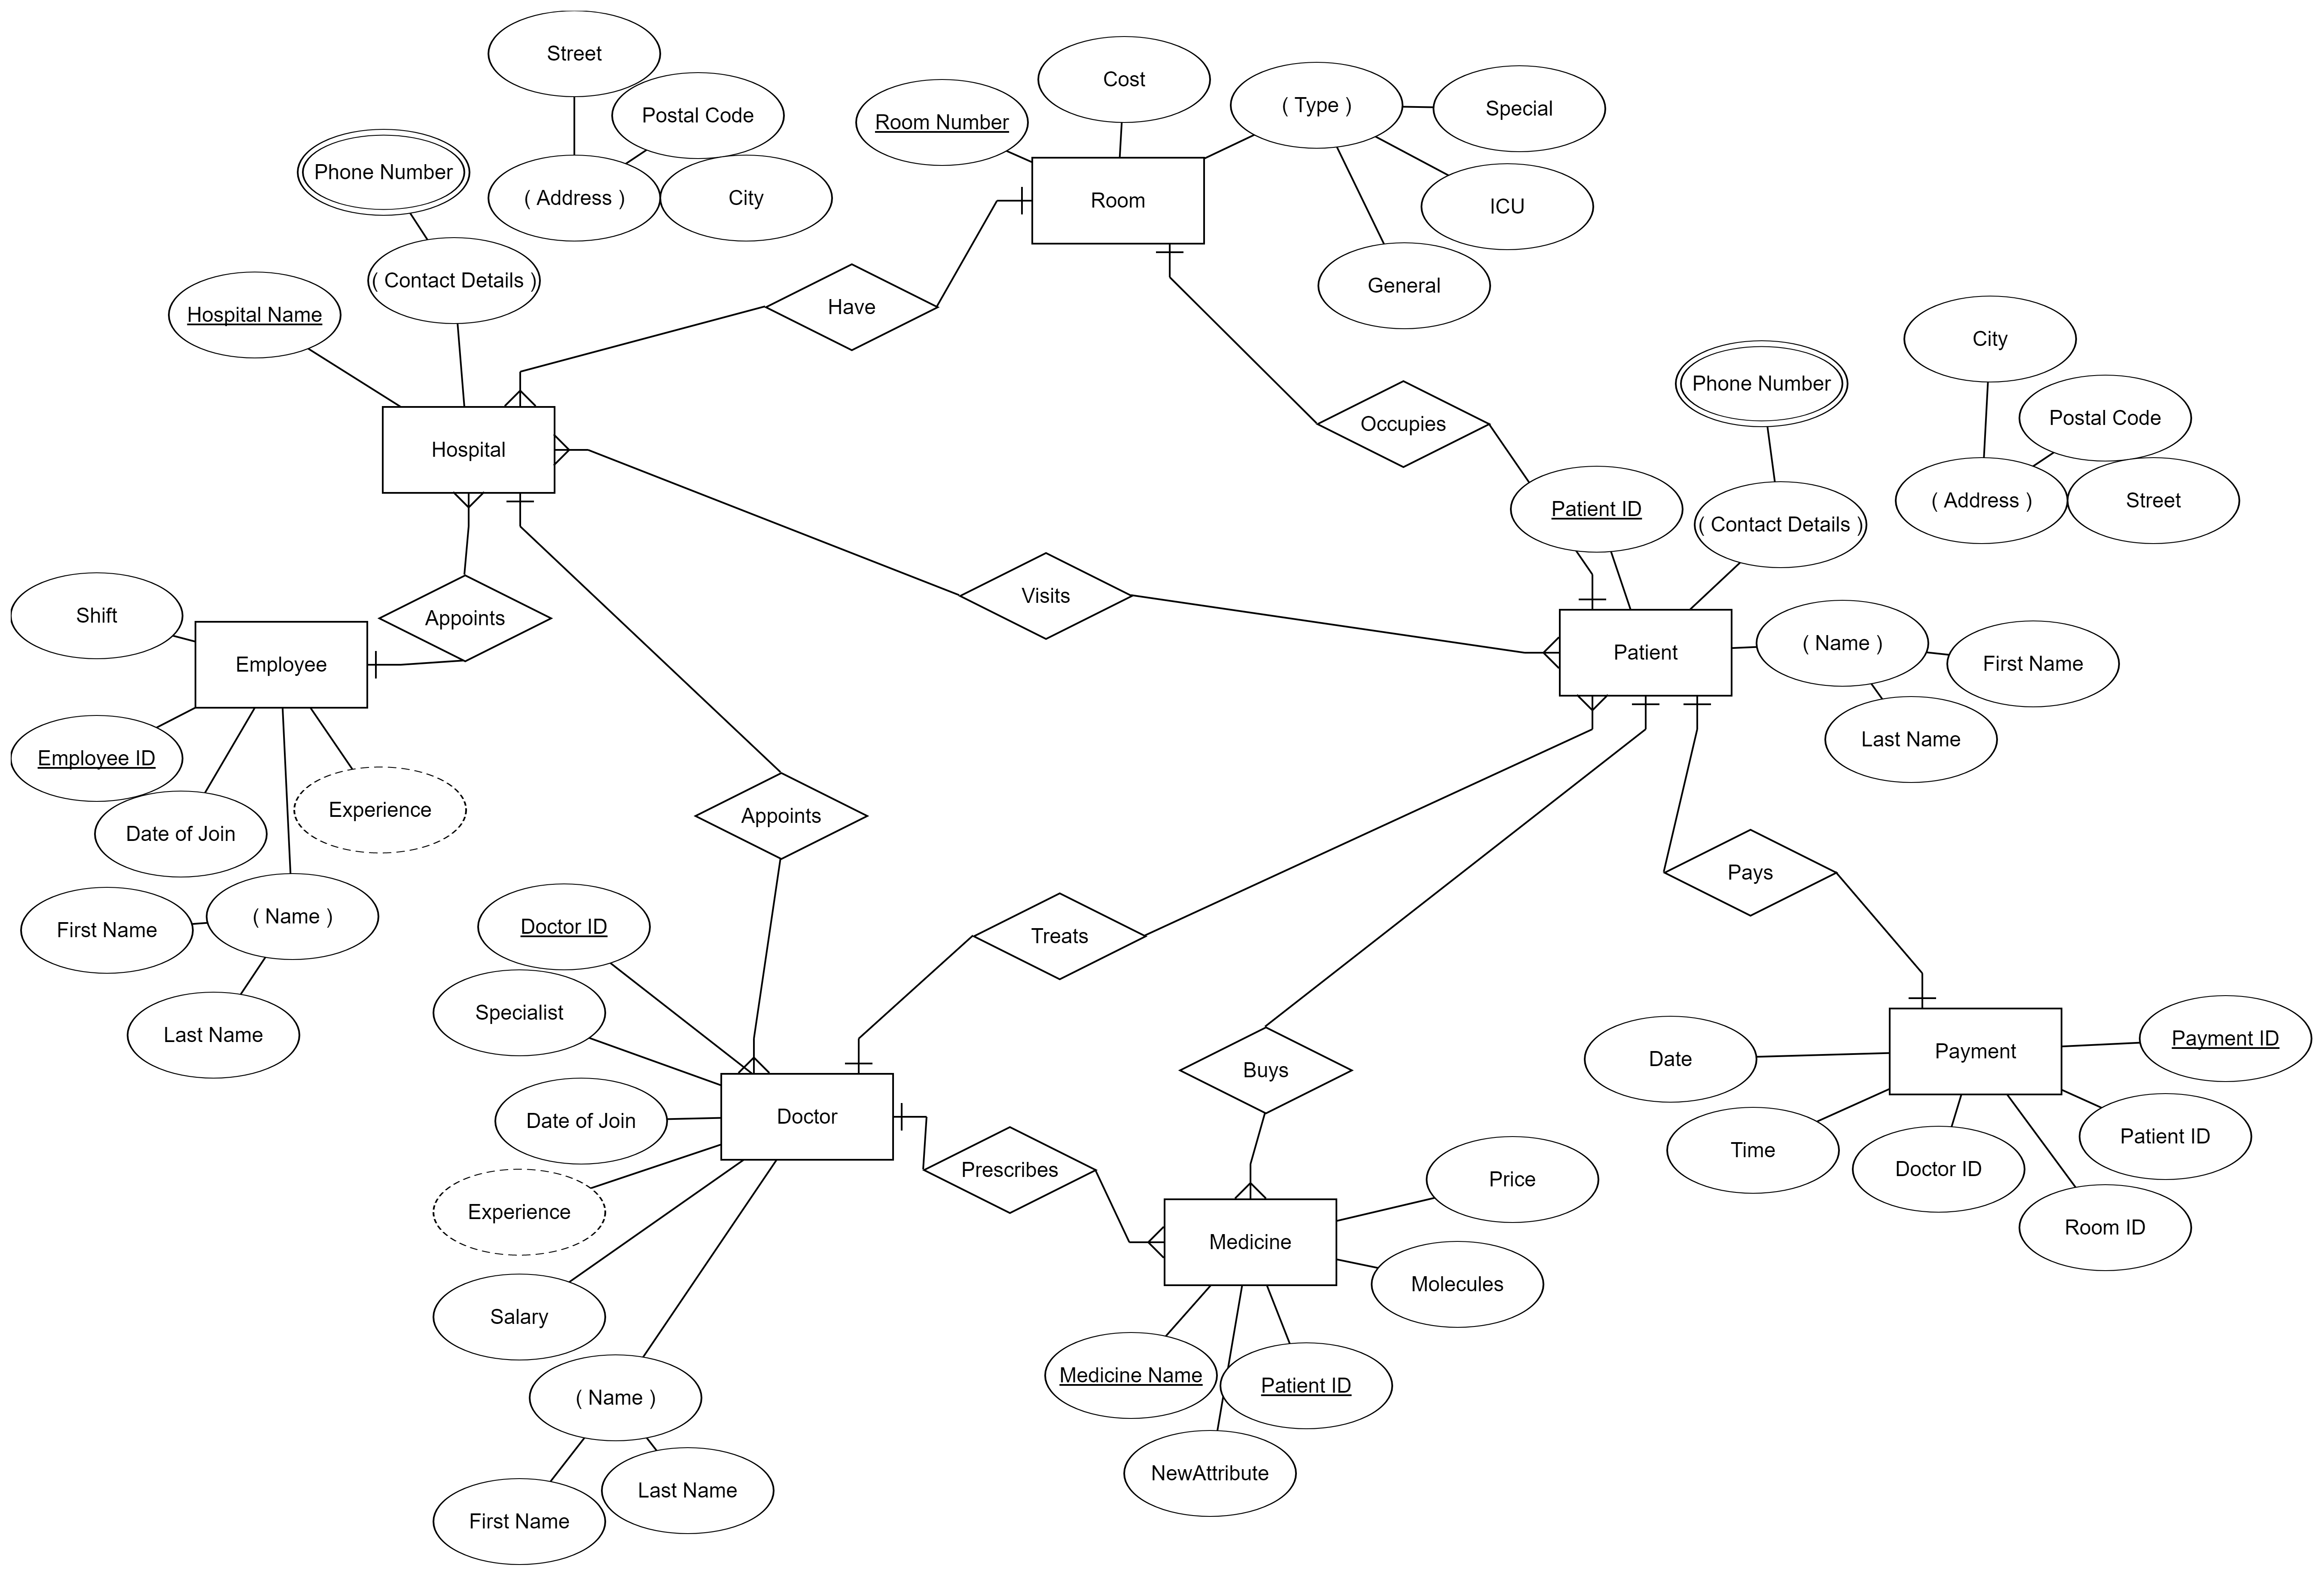 Street
Cost
( Type )
Special
Postal Code
Room Number
Phone Number
( Address )
City
Room
ICU
( Contact Details )
General
Hospital Name
Have
City
Phone Number
Postal Code
Occupies
Hospital
Patient ID
( Contact Details )
( Address )
Street
Shift
Appoints
Visits
Employee
Patient
( Name )
First Name
Last Name
Employee ID
Date of Join
Experience
Appoints
Pays
First Name
( Name )
Doctor ID
Treats
Last Name
Specialist
Date
Payment
Payment ID
Buys
Doctor
Date of Join
Time
Doctor ID
Patient ID
Prescribes
Price
Room ID
Experience
Medicine
Molecules
Salary
Medicine Name
Patient ID
( Name )
NewAttribute
First Name
Last Name